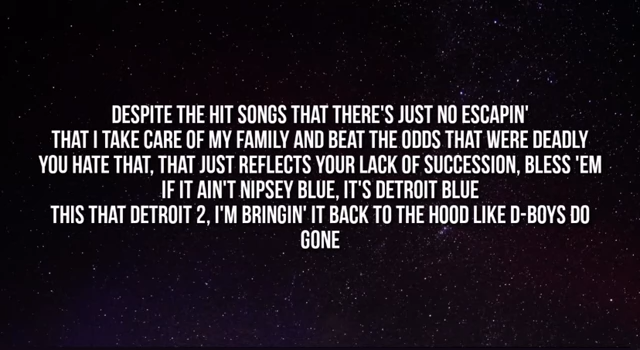 DESPITE THE HIT SONGS THAT THERE'S JUST NO ESCAPIN'
THAT I TAKE CARE OF MY FAMILY AND BEAT THE ODDS THAT WERE DEADLY
YOU HATE THAT, THAT JUST REFLECTS YOUR LACK OF SUCCESSION, BLESS 'EM
IF IT AIN'T NIPSEY BLUE, IT'S DETROIT BLUE
THIS THAT DETROIT 2, I'M BRINGIN' IT BACK TO THE HOOD LIKE D-BOYS DO
GONE